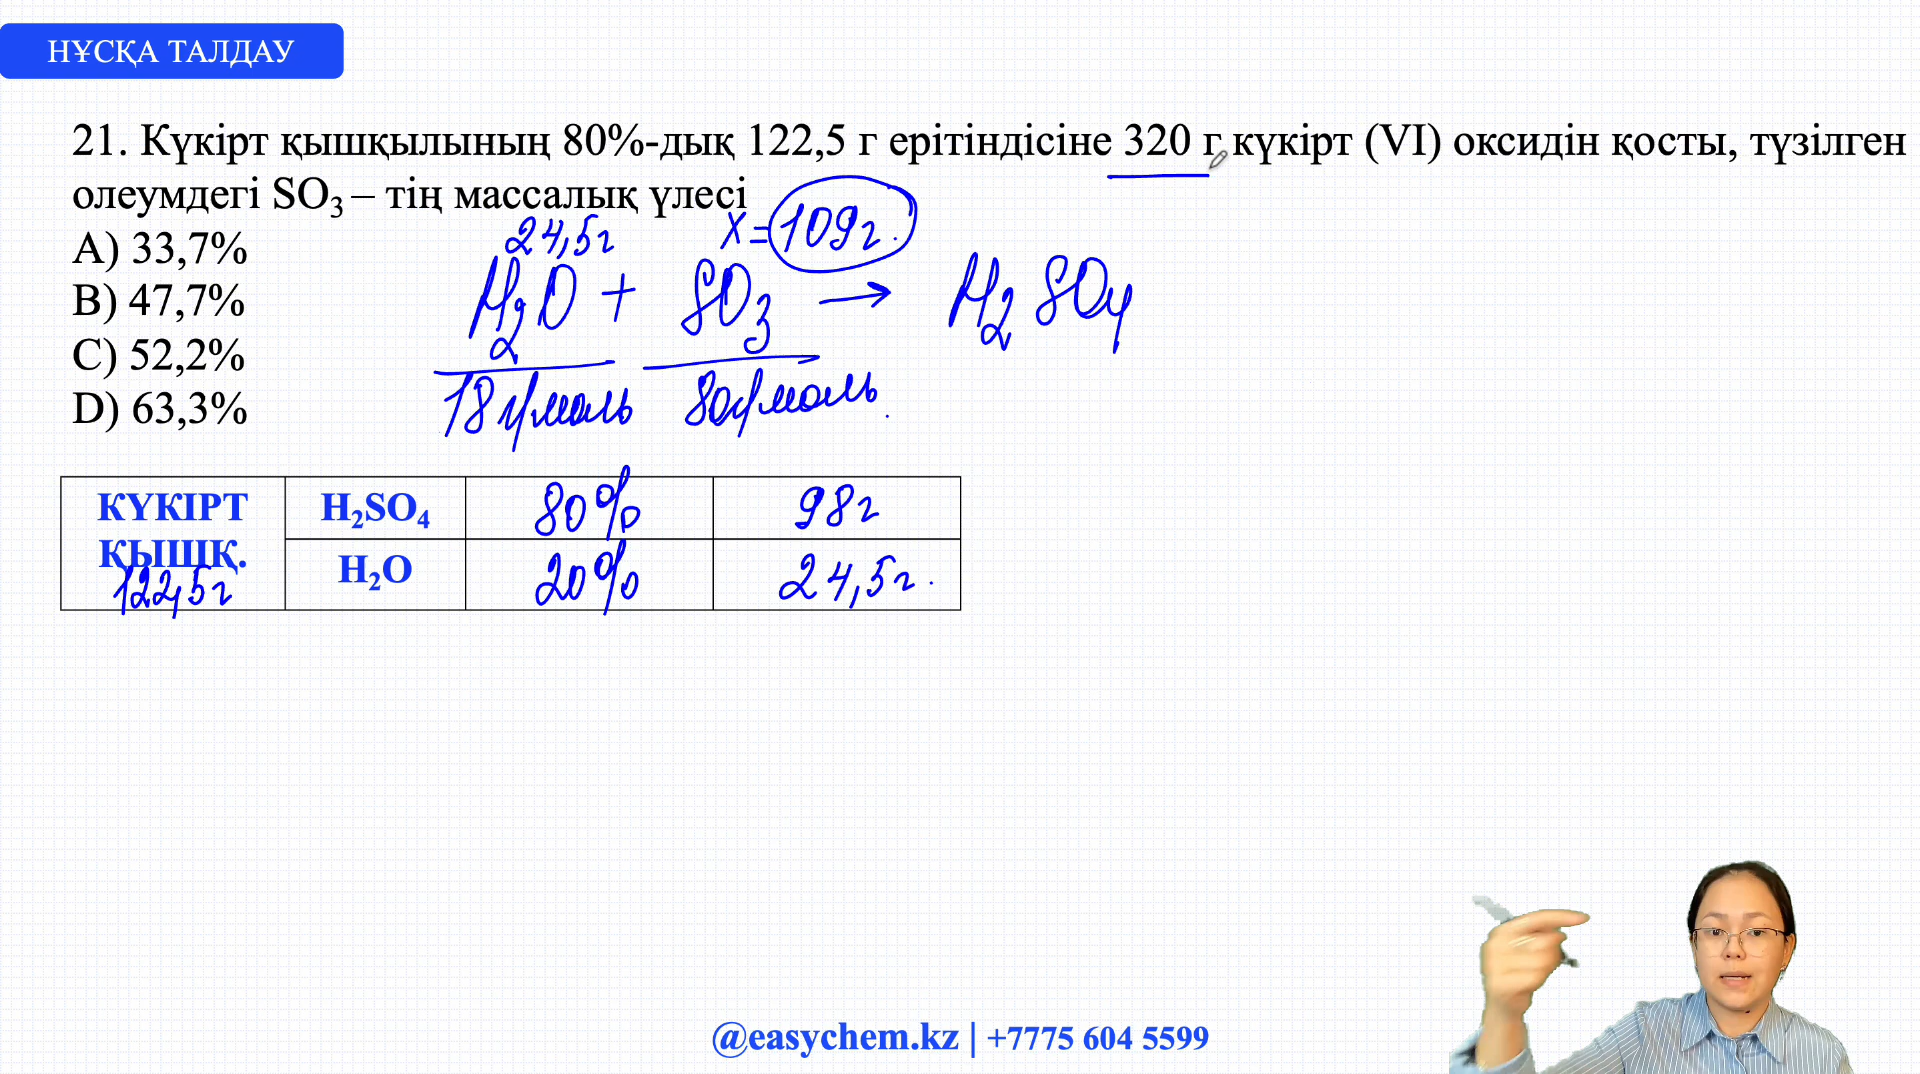 НҰСҚА ТАЛДАУ
21. Күкірт қышқылының 80%-дық 122,5 г ерітіндісіне 320 г күкірт (VI) оксидін қосты, түзілген
олеумдегі SO₃ – тің массалық үлесі
A) 33,7%
B) 47,7%
C) 52,2%
D) 63,3%
24,5г x=109г.
H₂O + SO₃ → H₂SO₄
18г/моль 80г/моль.
КҮКІРТ ҚЫШҚ. 122,5г
H₂SO₄ 80% 98г
H₂O 20% 24,5г.
@easychem.kz | +7775 604 5599